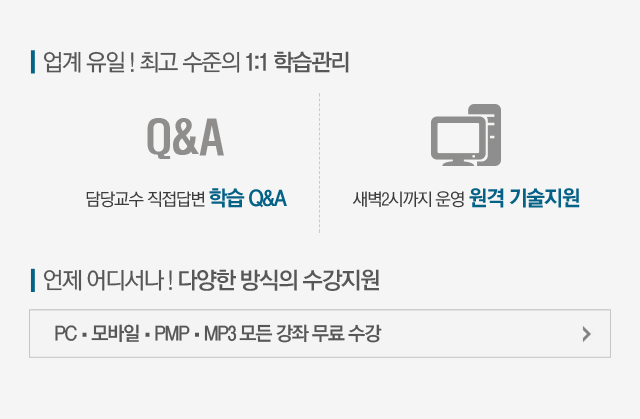 업계 유일! 최고 수준의 1:1 학습관리
Q&A
담당교수 직접답변 학습 Q&A
새벽2시까지 운영 원격 기술지원
언제 어디서나! 다양한 방식의 수강지원
PC ▪ 모바일 ▪ PMP ▪ MP3 모든 강좌 무료 수강